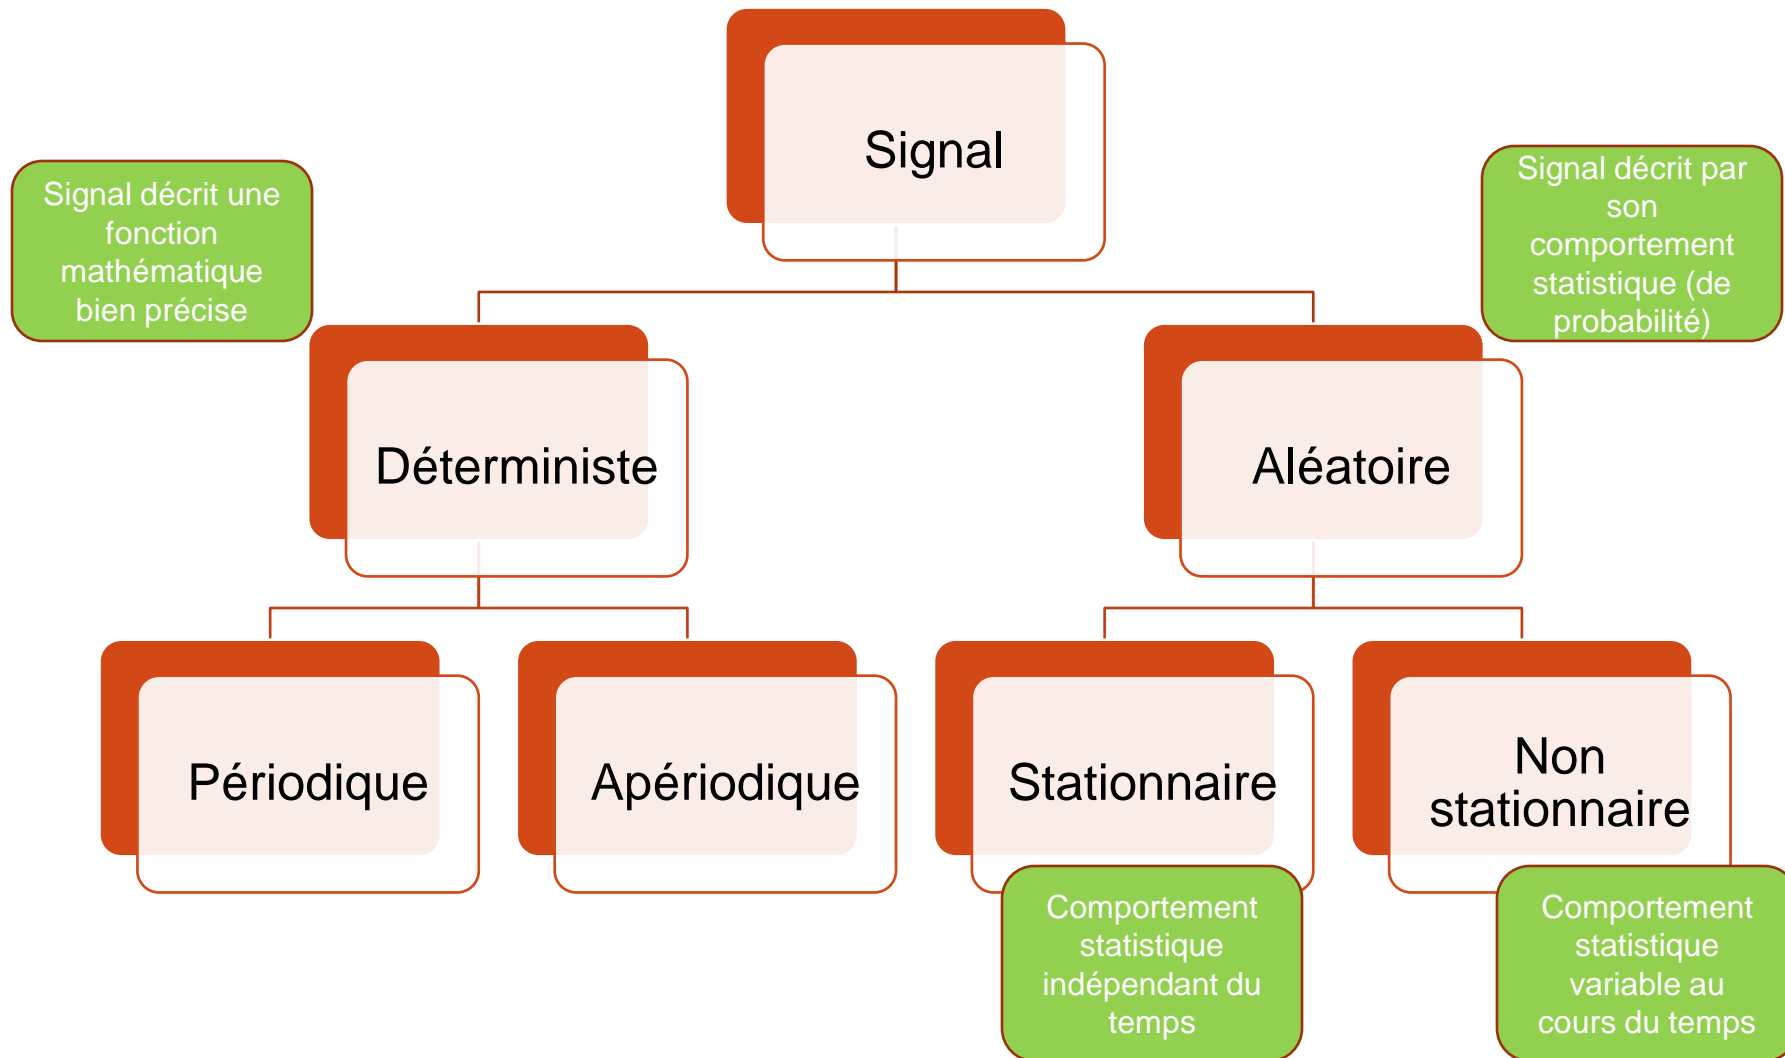 Signal
Signal décrit une
fonction
mathématique
bien précise
Signal décrit par
son
comportement
statistique (de
probabilité)
Déterministe
Aléatoire
Périodique
Apériodique
Stationnaire
Non
stationnaire
Comportement
statistique
indépendant du
temps
Comportement
statistique
variable au
cours du temps